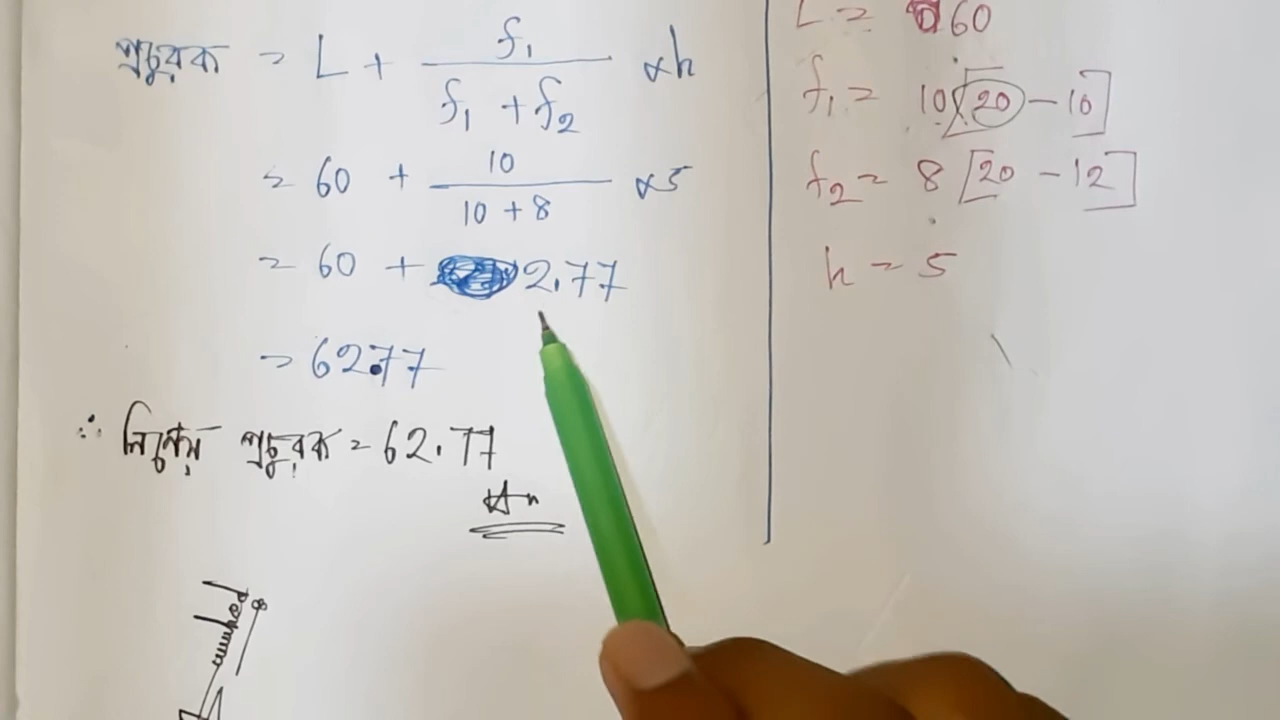 প্রচুরক = L + f₁ / (f₁ + f₂) × h
= 60 + 10 / (10 + 8) × 5
= 60 + 2.77
= 62.77
∴ নির্ণেয় প্রচুরক = 62.77
Ans
L = 60
f₁ = 10 [20 - 10]
f₂ = 8 [20 - 12]
h = 5